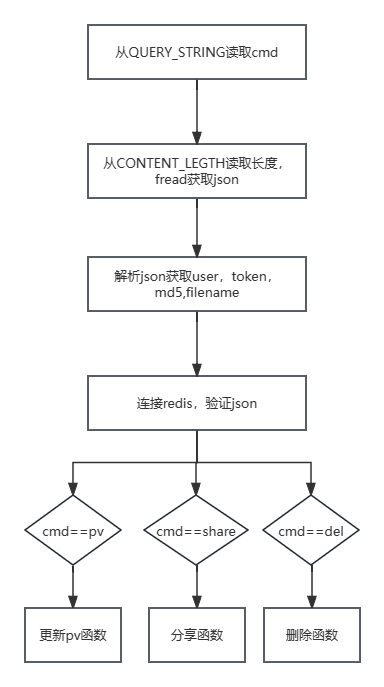 从QUERY_STRING读取cmd
从CONTENT_LEGTH读取长度，
fread获取json
解析json获取user，token，
md5,filename
连接redis，验证json
cmd==pv
cmd==share
cmd==del
更新pv函数
分享函数
删除函数